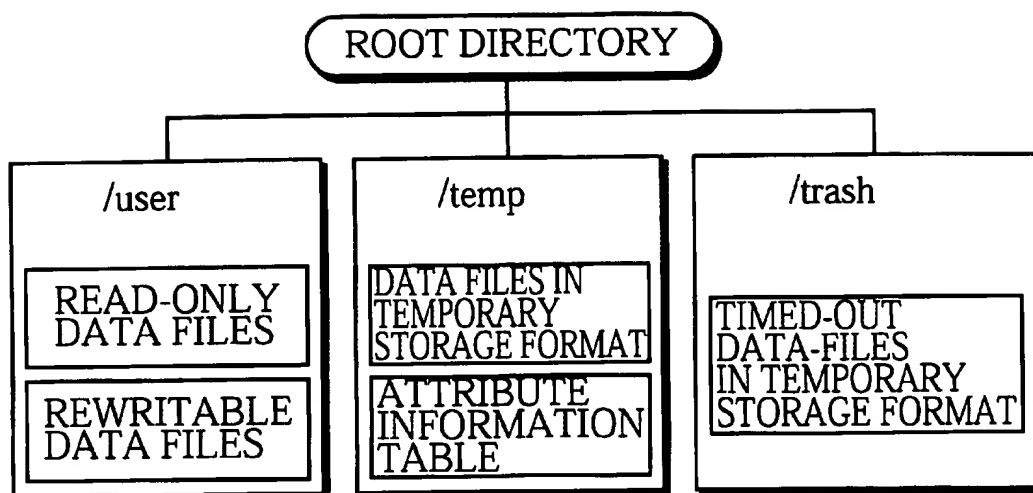 ROOT DIRECTORY
/user
READ-ONLY
DATA FILES
REWRITABLE
DATA FILES
/temp
DATA FILES IN
TEMPORARY
STORAGE FORMAT
ATTRIBUTE
INFORMATION
TABLE
/trash
TIMED-OUT
DATA-FILES
IN TEMPORARY
STORAGE FORMAT